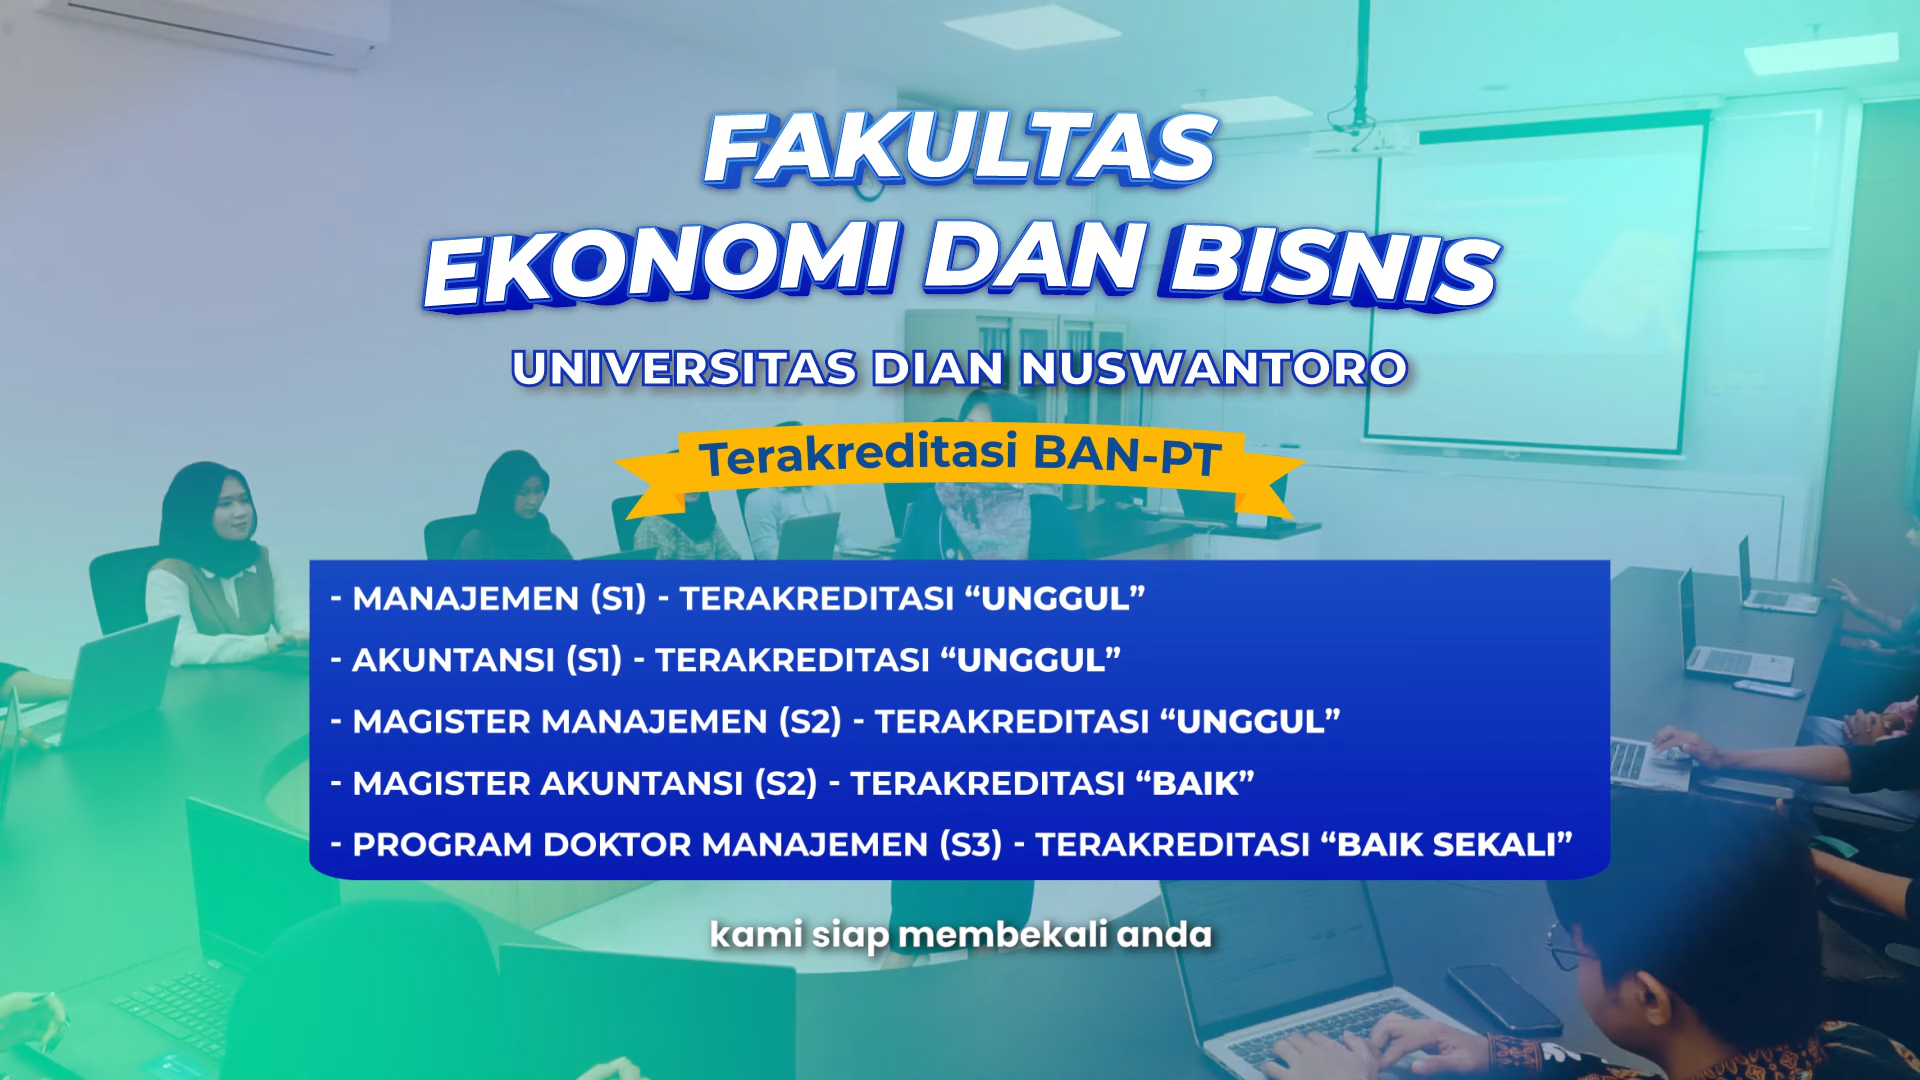 FAKULTAS
EKONOMI DAN BISNIS
UNIVERSITAS DIAN NUSWANTORO
Terakreditasi BAN-PT
- MANAJEMEN (S1) - TERAKREDITASI “UNGGUL”
- AKUNTANSI (S1) - TERAKREDITASI “UNGGUL”
- MAGISTER MANAJEMEN (S2) - TERAKREDITASI “UNGGUL”
- MAGISTER AKUNTANSI (S2) - TERAKREDITASI “BAIK”
- PROGRAM DOKTOR MANAJEMEN (S3) - TERAKREDITASI “BAIK SEKALI”
kami siap membekali anda